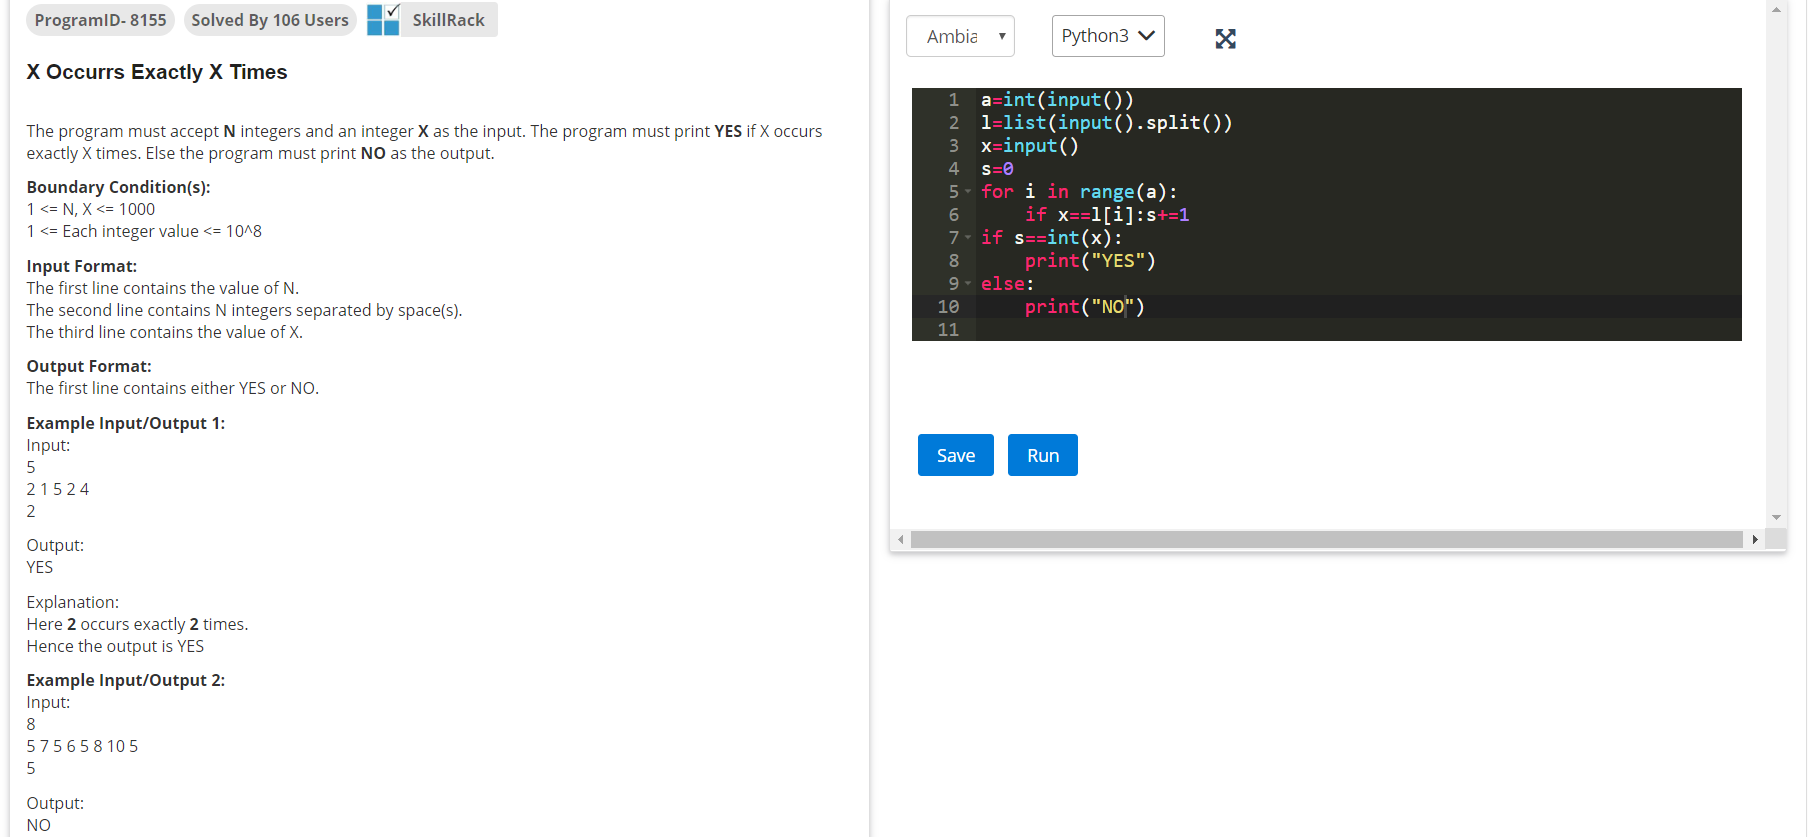 ProgramID- 8155 Solved By 106 Users SkillRack
X Occurrs Exactly X Times
The program must accept N integers and an integer X as the input. The program must print YES if X occurs
exactly X times. Else the program must print NO as the output.
Boundary Condition(s):
1 <= N, X <= 1000
1 <= Each integer value <= 10^8
Input Format:
The first line contains the value of N.
The second line contains N integers separated by space(s).
The third line contains the value of X.
Output Format:
The first line contains either YES or NO.
Example Input/Output 1:
Input:
5
2 1 5 2 4
2
Output:
YES
Explanation:
Here 2 occurs exactly 2 times.
Hence the output is YES
Example Input/Output 2:
Input:
8
5 7 5 6 5 8 10 5
5
Output:
NO
Ambia Python3
1 a=int(input())
2 l=list(input().split())
3 x=input()
4 s=0
5 for i in range(a):
6     if x==l[i]:s+=1
7 if s==int(x):
8     print("YES")
9 else:
10     print("NO")
11
Save Run